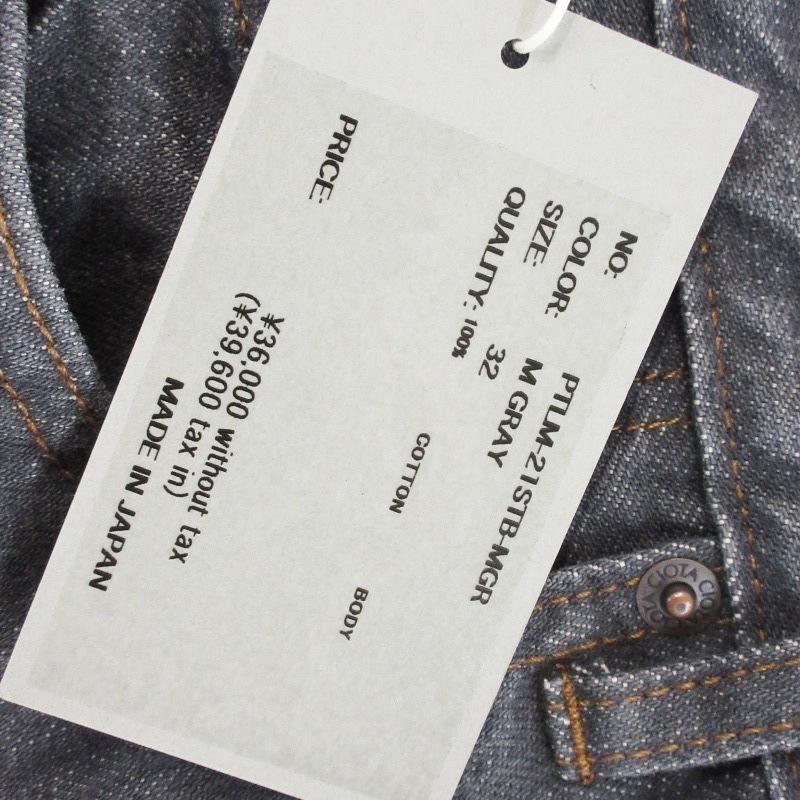 NO: PTLM-21STB-MGR
COLOR: M GRAY
SIZE: 32
QUALITY: 100% COTTON BODY
PRICE: ¥36,000 without tax
(¥39,600 tax in)
MADE IN JAPAN
CIOTA CIOTA